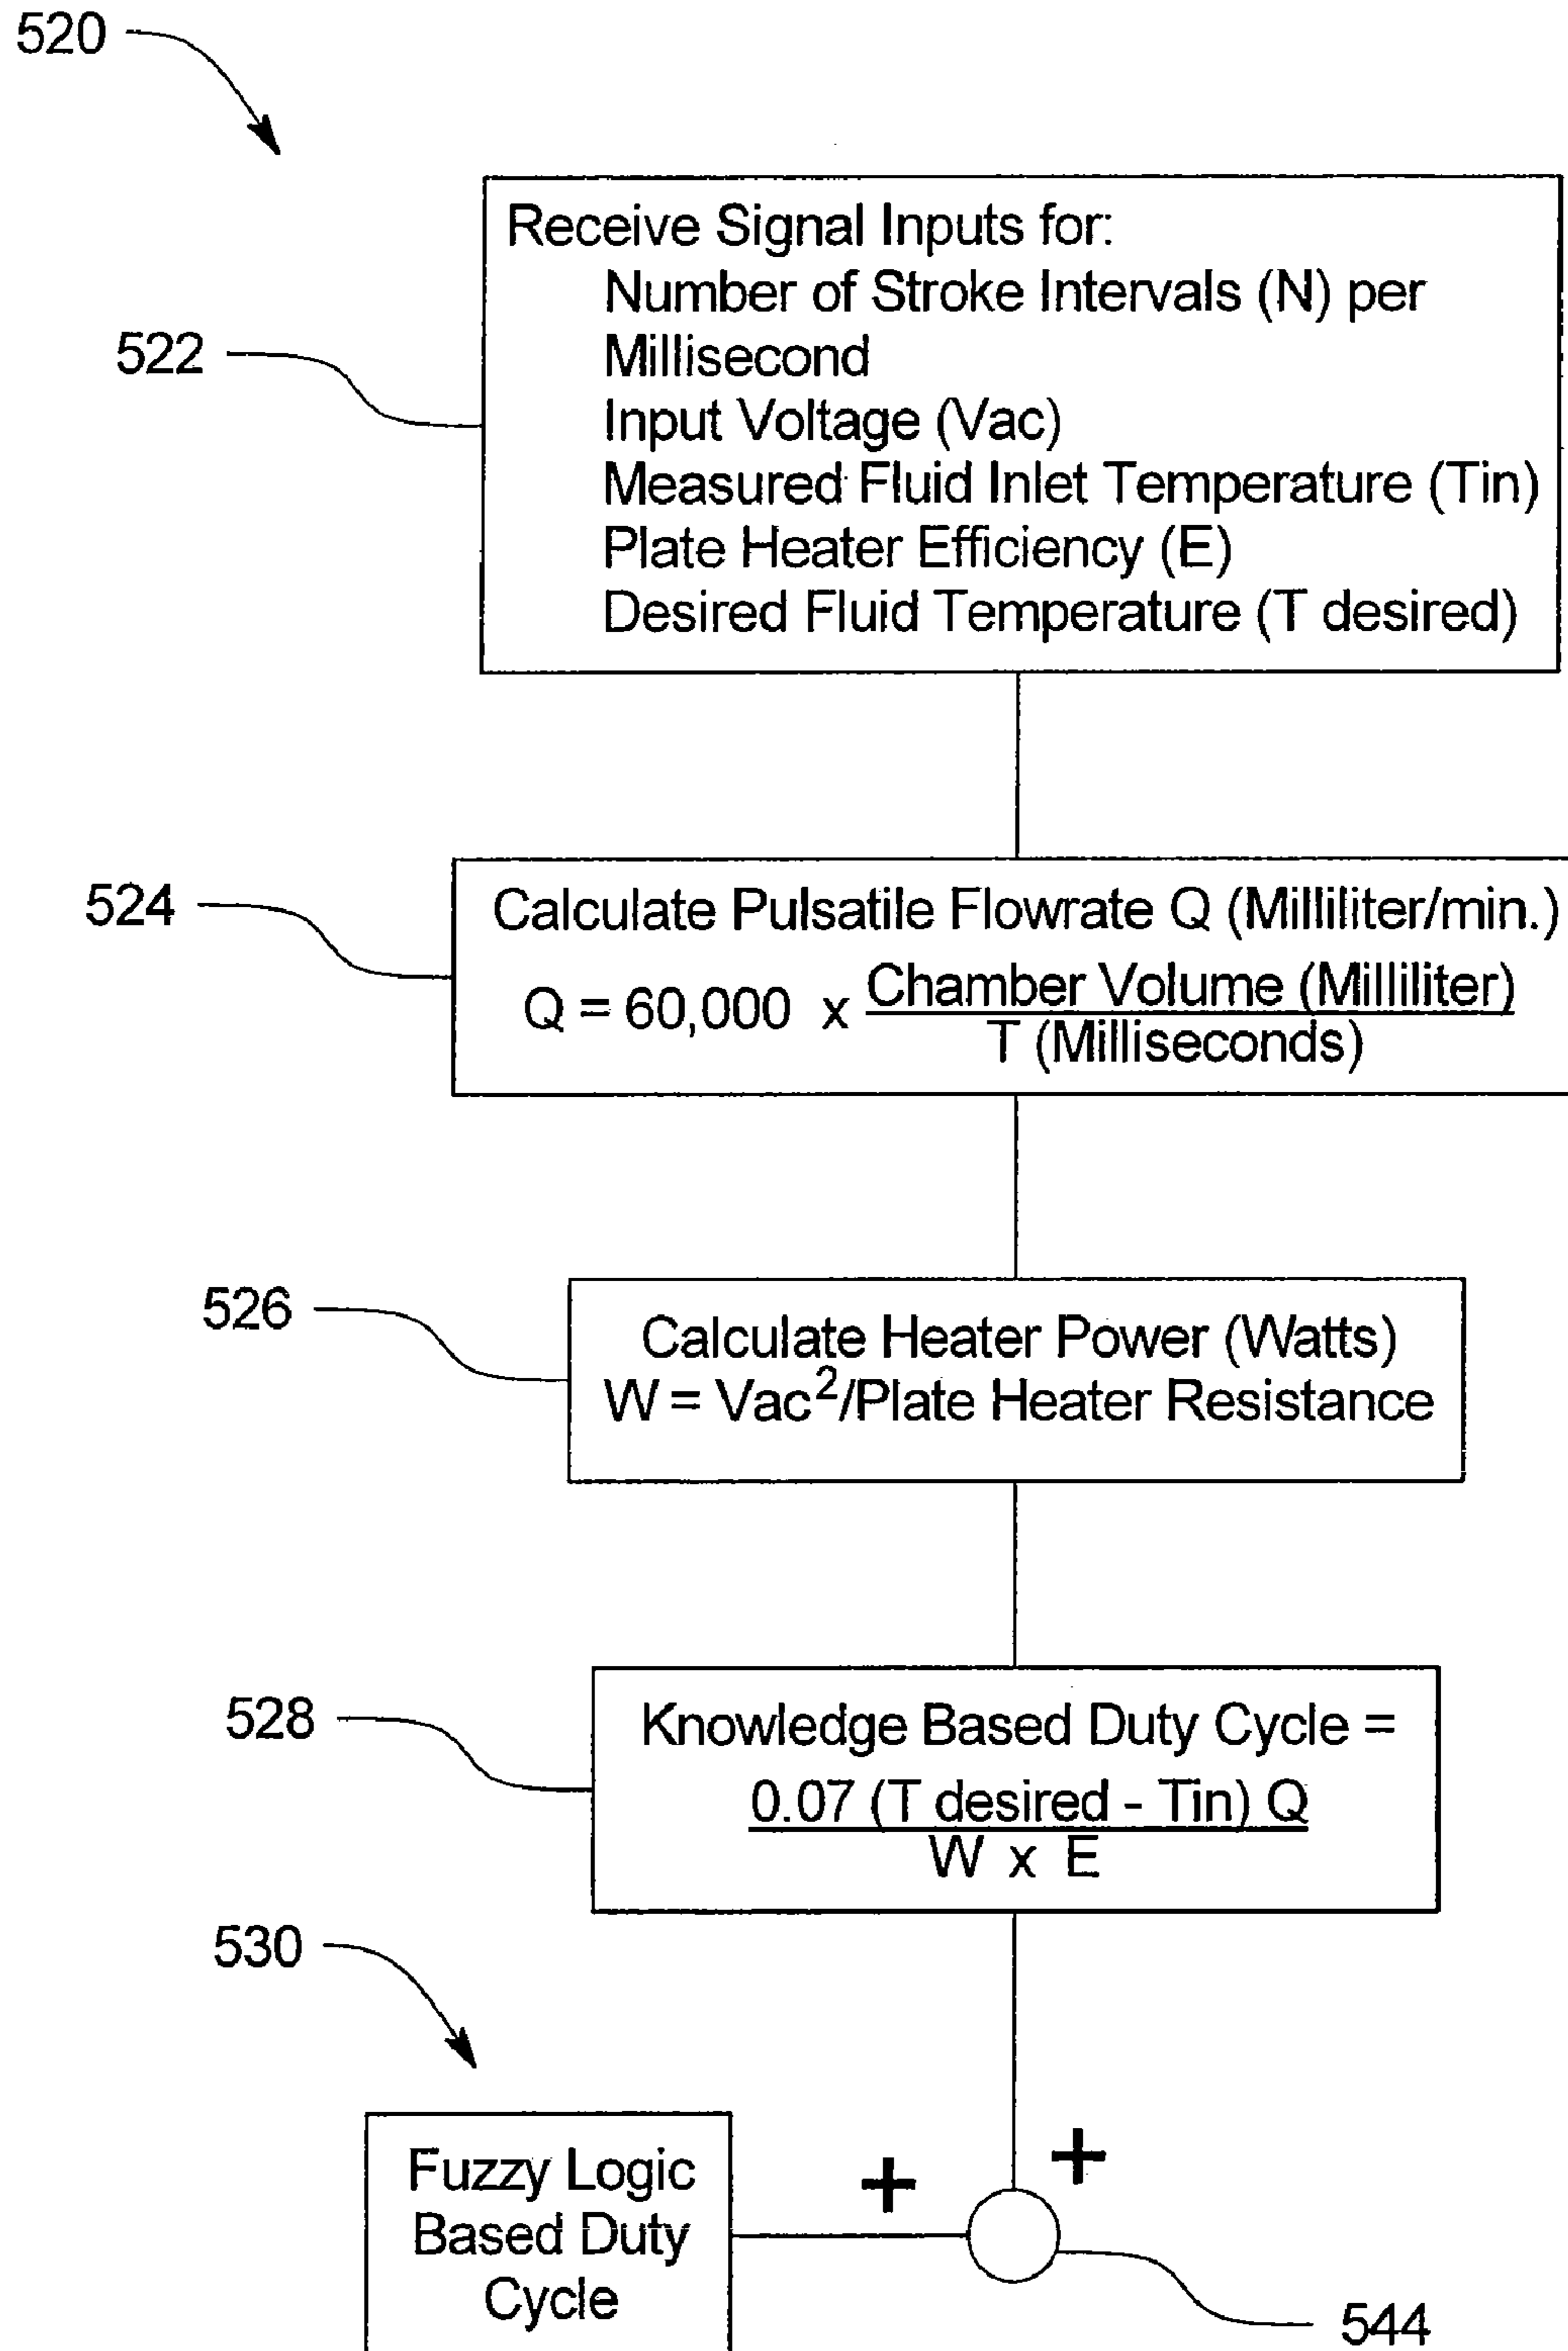 520
Receive Signal Inputs for:
Number of Stroke Intervals (N) per
Millisecond
522
Input Voltage (Vac)
Measured Fluid Inlet Temperature (Tin)
Plate Heater Efficiency (E)
Desired Fluid Temperature (T desired)
524
Calculate Pulsatile Flowrate Q (Milliliter/min.)
Q = 60,000 x Chamber Volume (Milliliter)
T (Milliseconds)
526
Calculate Heater Power (Watts)
W = Vac²/Plate Heater Resistance
528
Knowledge Based Duty Cycle =
0.07 (T desired - Tin) Q
W x E
530
Fuzzy Logic
Based Duty
Cycle
+
+
544